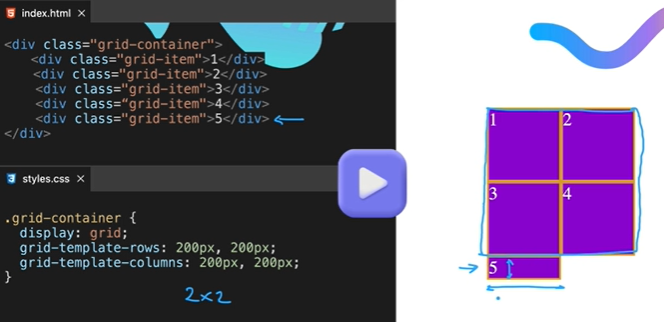 index.html ×
<div class="grid-container">
<div class="grid-item">1</div>
<div class="grid-item">2</div>
<div class="grid-item">3</div>
<div class="grid-item">4</div>
<div class="grid-item">5</div>
</div>
styles.css ×
.grid-container {
display: grid;
grid-template-rows: 200px, 200px;
grid-template-columns: 200px, 200px;
}
2×2
1 2
3 4
5